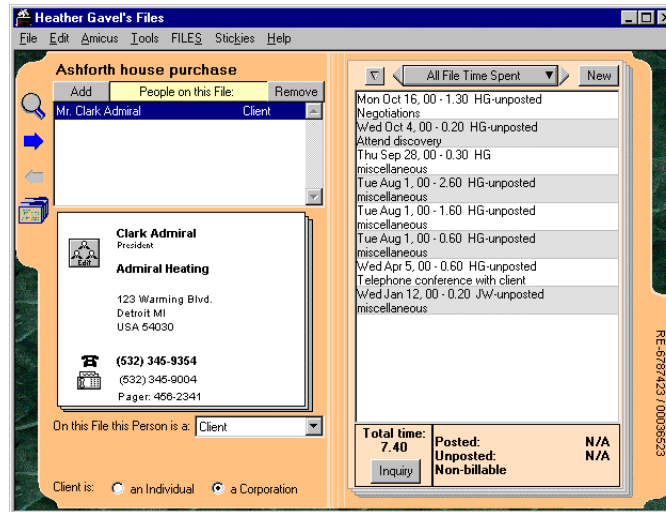 Heather Gavel's Files
File Edit Amicus Tools FILES Stickies Help
Ashforth house purchase
Add People on this File: Remove
Mr. Clark Admiral Client
Clark Admiral
President
Edit
Admiral Heating
123 Warming Blvd.
Detroit MI
USA 54030
(532) 345-9354
(532) 345-9004
Pager: 456-2341
On this File this Person is a: Client
Client is: an Individual a Corporation
All File Time Spent New
Mon Oct 16, 00 - 1.30 HG-unposted
Negotiations
Wed Oct 4, 00 - 0.20 HG-unposted
Attend discovery
Thu Sep 28, 00 - 0.30 HG
miscellaneous
Tue Aug 1, 00 - 2.60 HG-unposted
miscellaneous
Tue Aug 1, 00 - 1.60 HG-unposted
miscellaneous
Tue Aug 1, 00 - 0.60 HG-unposted
miscellaneous
Wed Apr 5, 00 - 0.60 HG-unposted
Telephone conference with client
Wed Jan 12, 00 - 0.20 JW-unposted
miscellaneous
Total time:
7.40
Inquiry
Posted: N/A
Unposted: N/A
Non-billable
RE-6787423 / 00036523